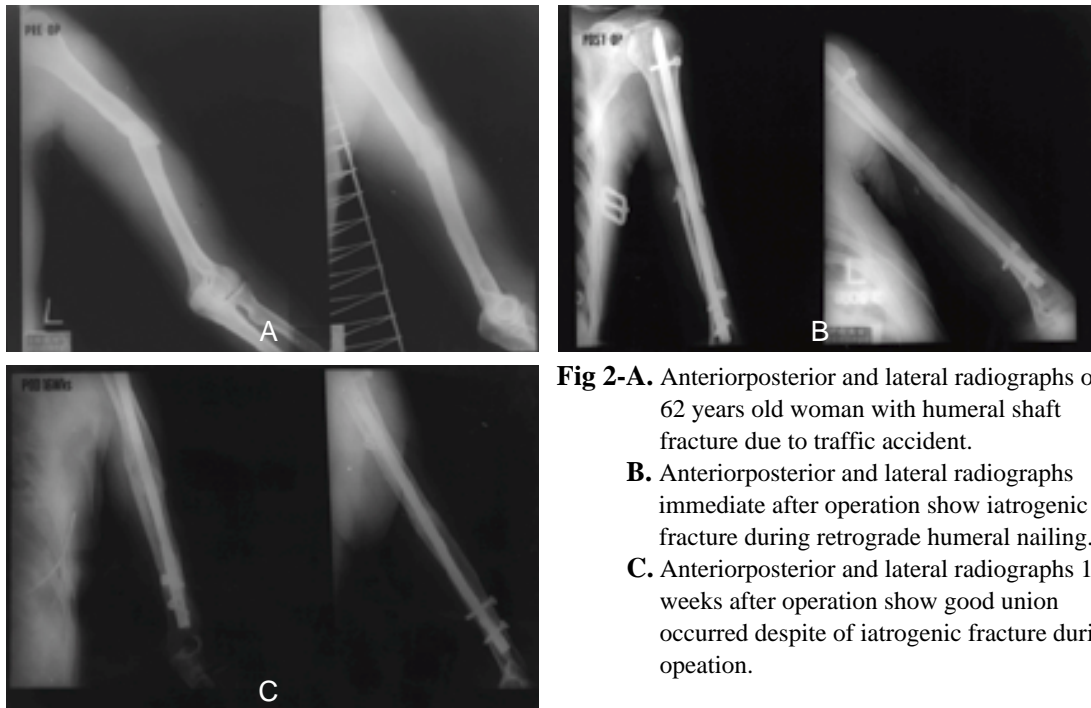 PRE OP
A
POST-OP
L
B
POD 16Wks
C
Fig 2-A. Anteriorposterior and lateral radiographs o
62 years old woman with humeral shaft
fracture due to traffic accident.
B. Anteriorposterior and lateral radiographs
immediate after operation show iatrogenic
fracture during retrograde humeral nailing.
C. Anteriorposterior and lateral radiographs 1
weeks after operation show good union
occurred despite of iatrogenic fracture duri
opeation.